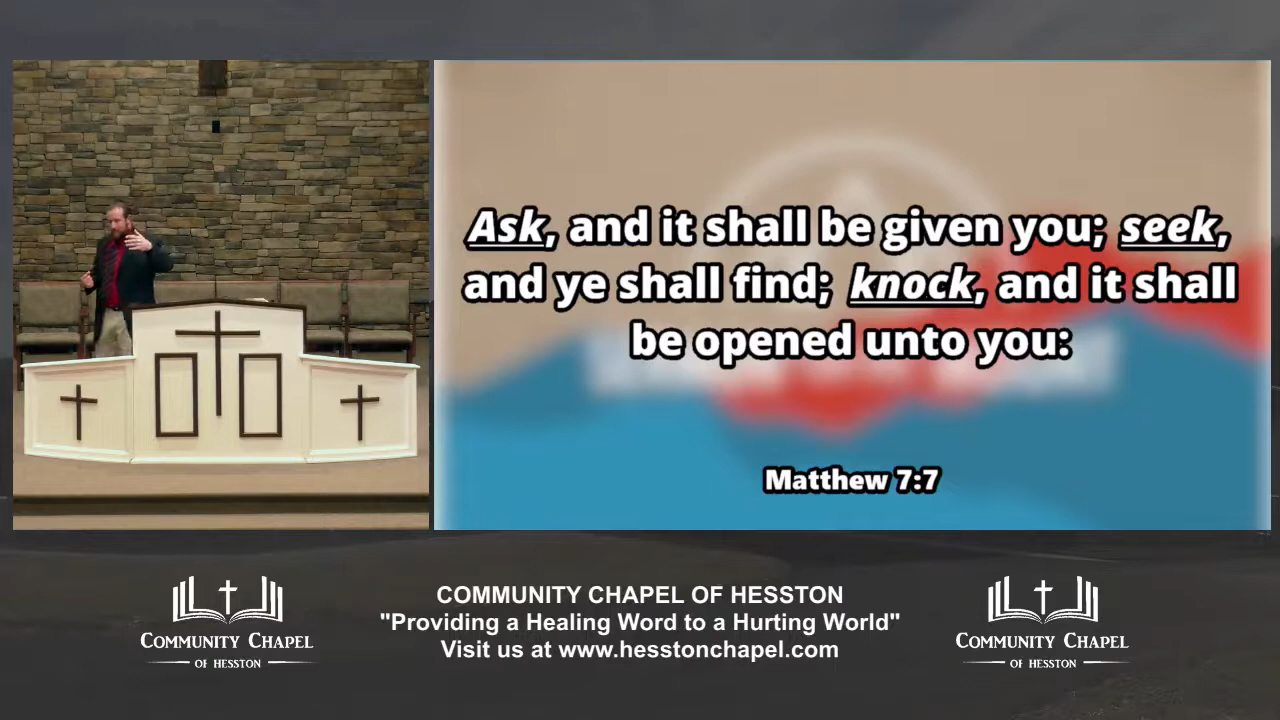 Ask, and it shall be given you; seek,
and ye shall find; knock, and it shall
be opened unto you:
Matthew 7:7
COMMUNITY CHAPEL
OF HESSTON
COMMUNITY CHAPEL OF HESSTON
"Providing a Healing Word to a Hurting World"
Visit us at www.hesstonchapel.com
COMMUNITY CHAPEL
OF HESSTON